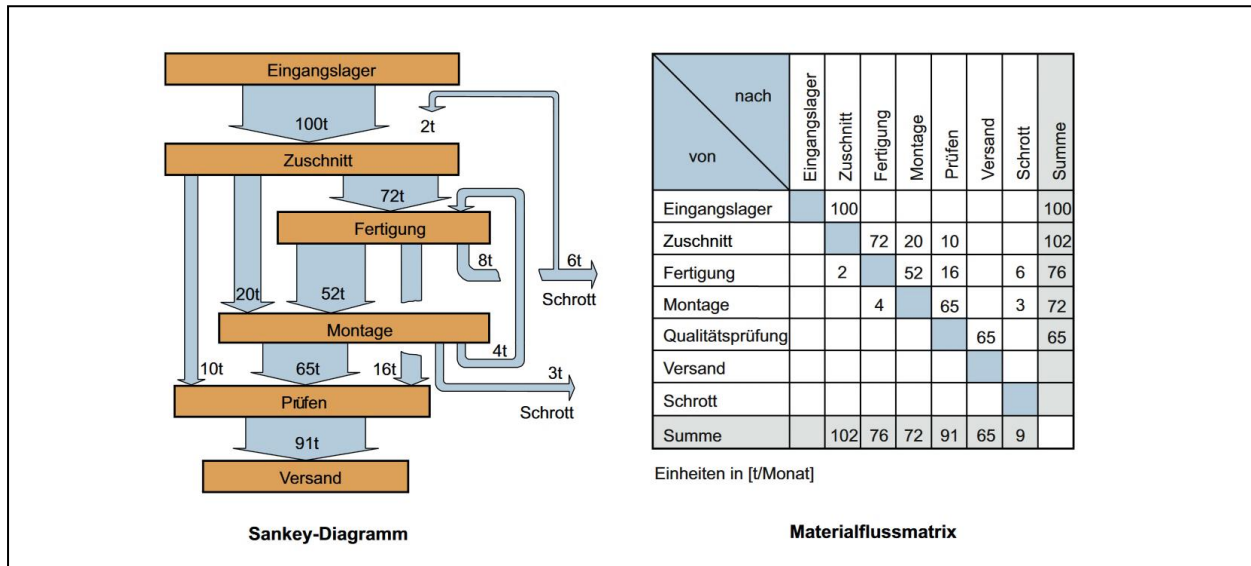 Eingangslager
100t
2t
Zuschnitt
72t
Fertigung
8t
6t
Schrott
20t
52t
Montage
4t
10t
65t
16t
3t
Schrott
Prüfen
91t
Versand
Sankey-Diagramm
nach
von
Eingangslager
Zuschnitt
Fertigung
Montage
Prüfen
Versand
Schrott
Summe
Eingangslager 100 100
Zuschnitt 72 20 10 102
Fertigung 2 52 16 6 76
Montage 4 65 3 72
Qualitätsprüfung 65 65
Versand
Schrott
Summe 102 76 72 91 65 9
Einheiten in [t/Monat]
Materialflussmatrix